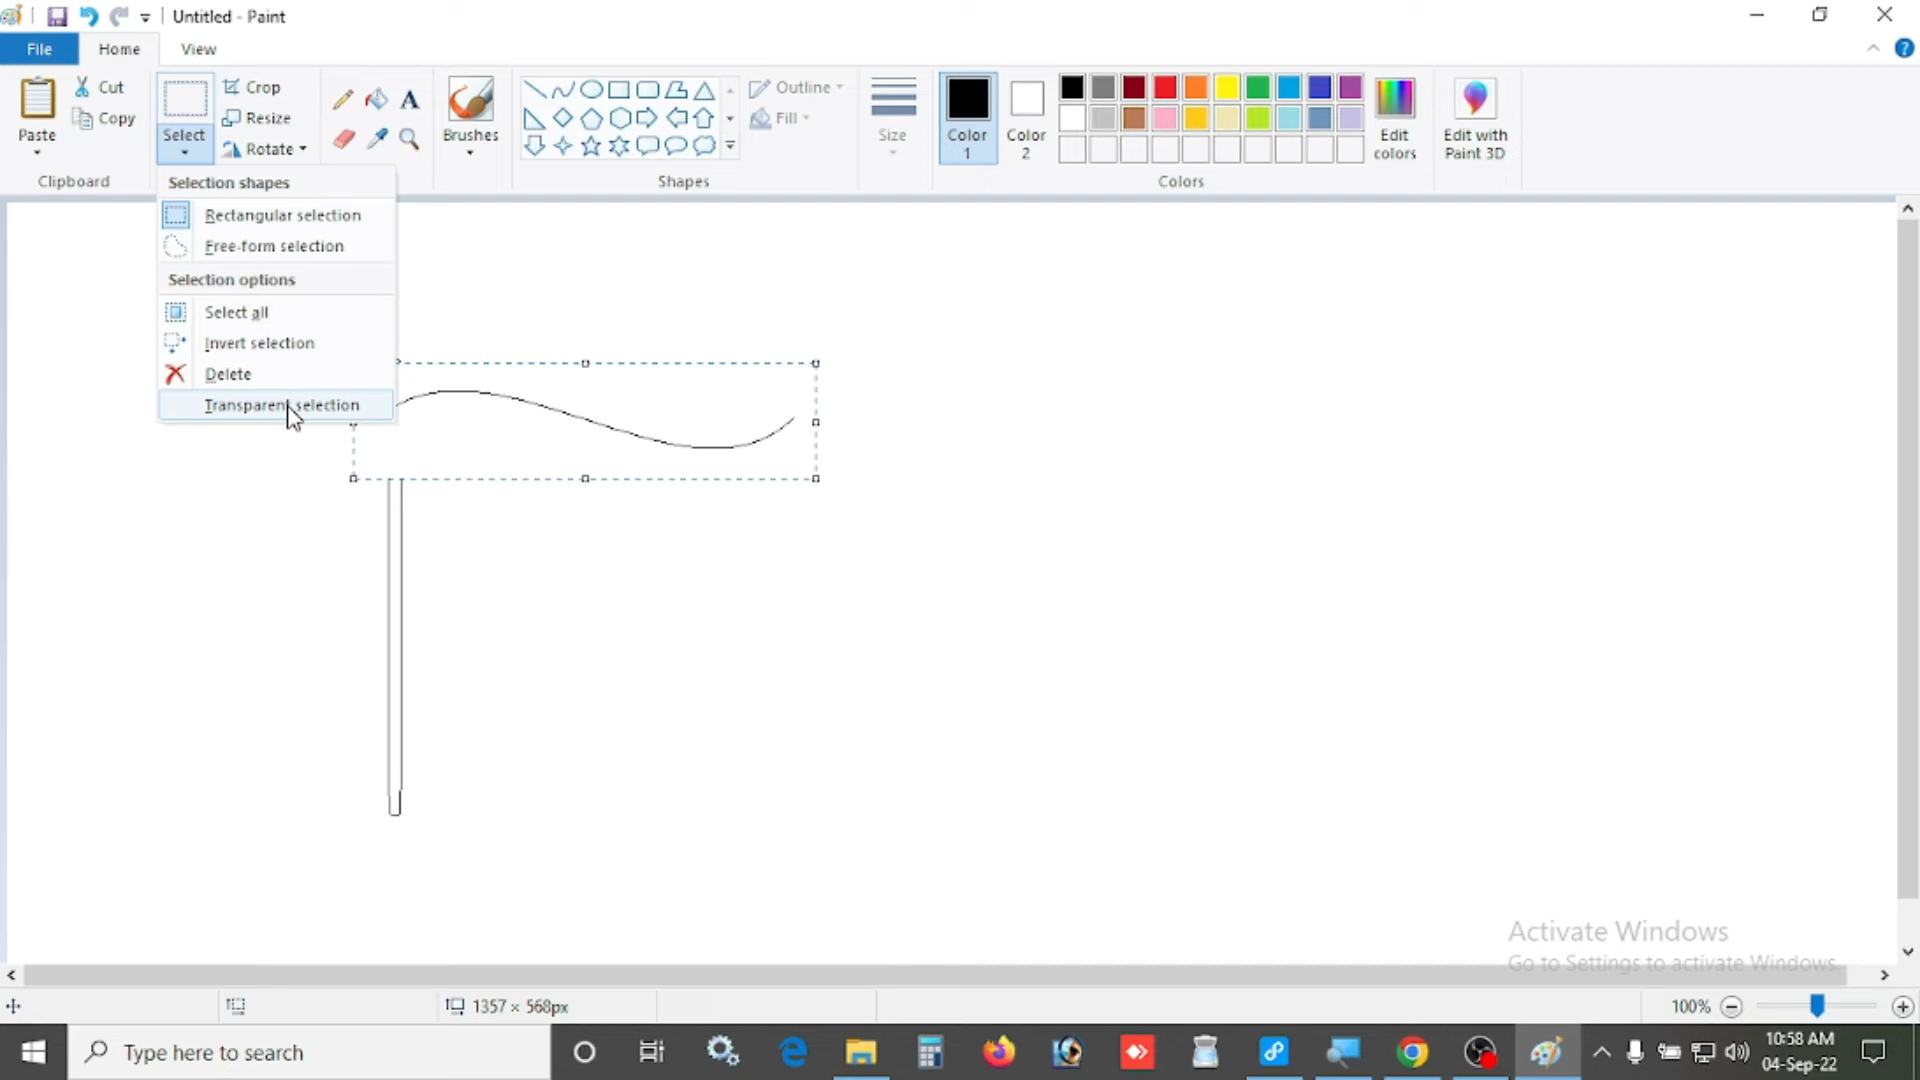 Untitled - Paint
File
Home
View
Paste
Cut
Copy
Clipboard
Select
Crop
Resize
Rotate
A
Brushes
Shapes
Outline
Fill
Size
Color
1
Color
2
Edit
colors
Colors
Edit with
Paint 3D
Selection shapes
Rectangular selection
Free-form selection
Selection options
Select all
Invert selection
Delete
Transparent selection
Activate Windows
Go to Settings to activate Windows.
1357 × 568px
100%
Type here to search
10:58 AM
04-Sep-22